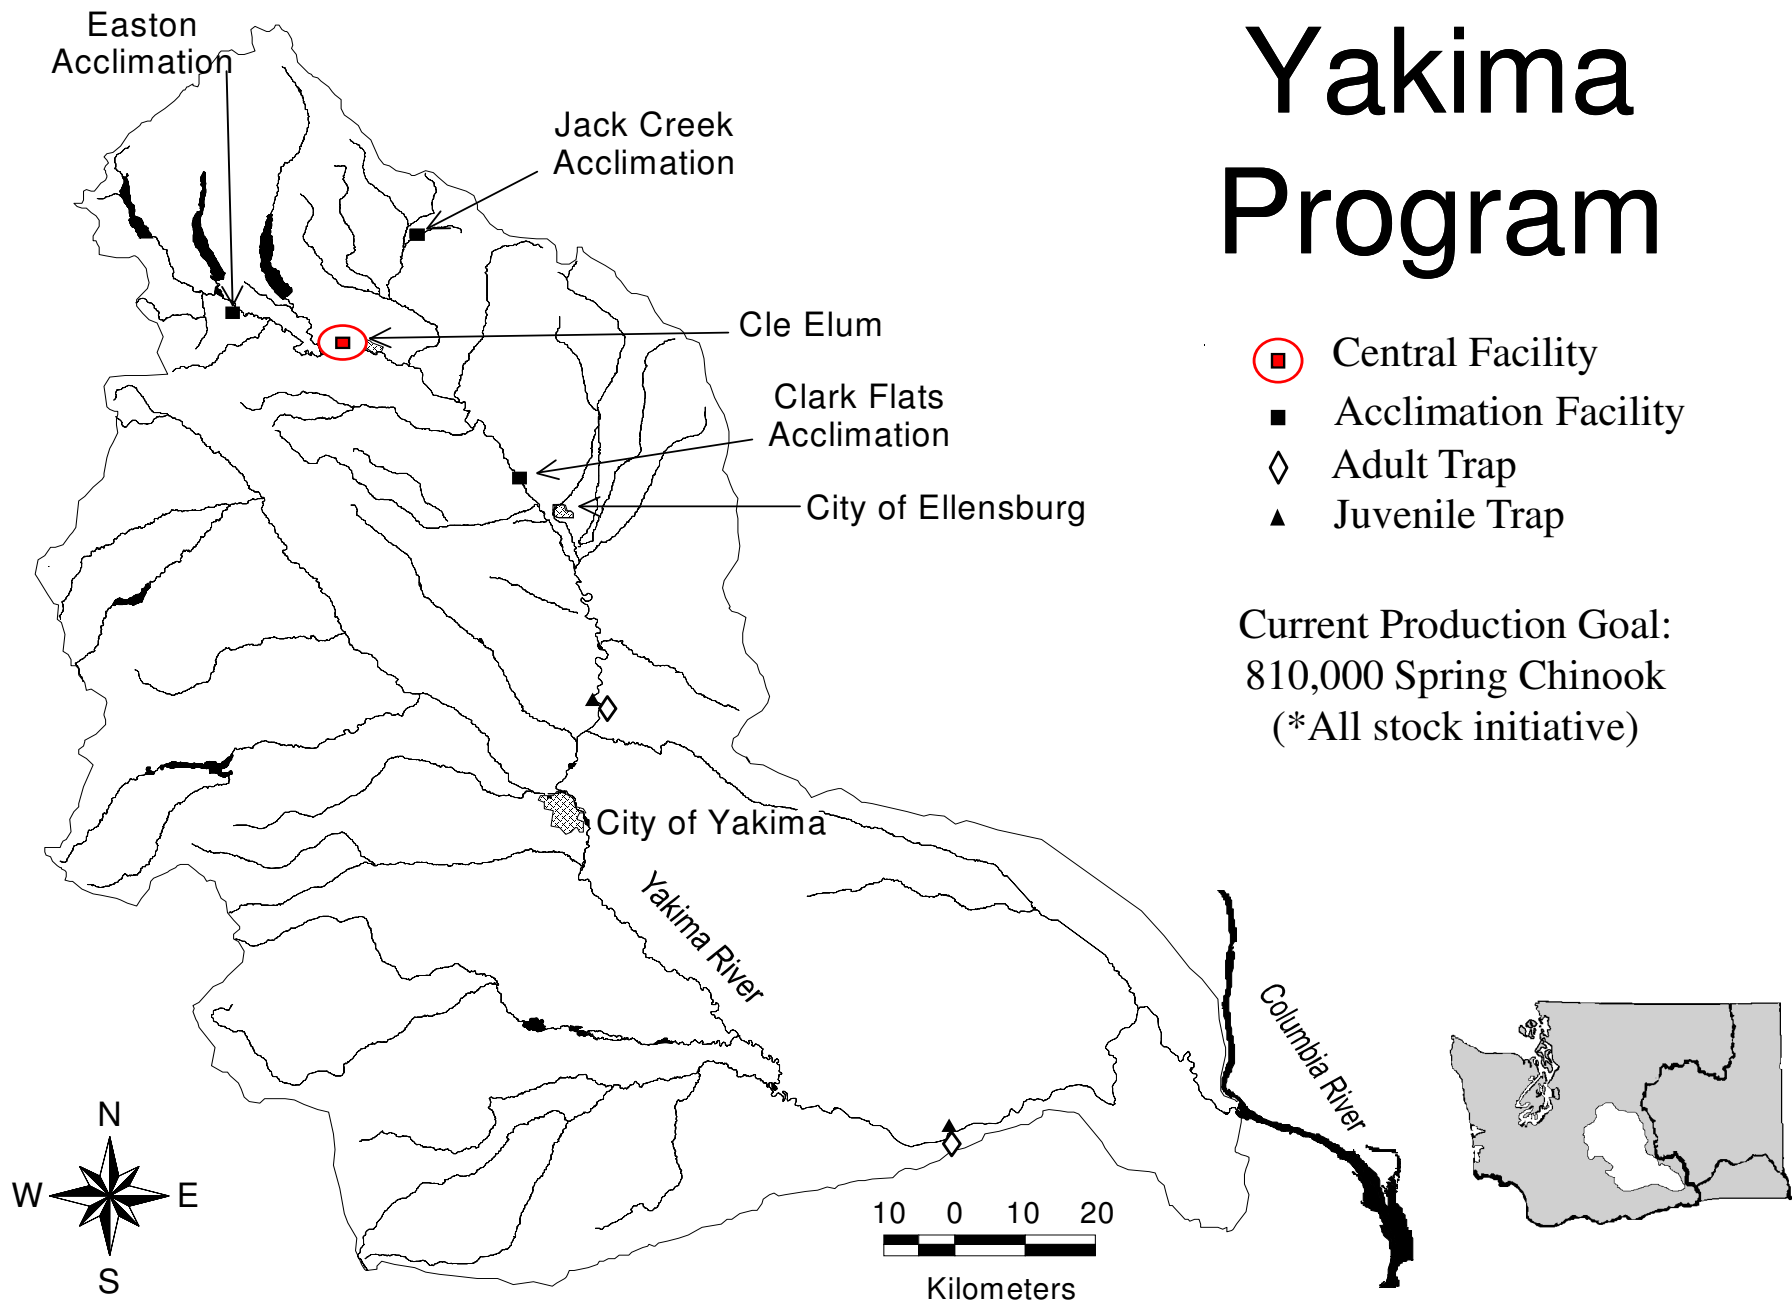 Easton
Acclimation
Yakima
Program
Jack Creek
Acclimation
Cle Elum
Central Facility
Clark Flats
Acclimation
Acclimation Facility
Adult Trap
City of Ellensburg
Juvenile Trap
Current Production Goal:
810,000 Spring Chinook
(*All stock initiative)
City of Yakima
Yakima River
Columbia River
N
W E
S
10 0 10 20
Kilometers